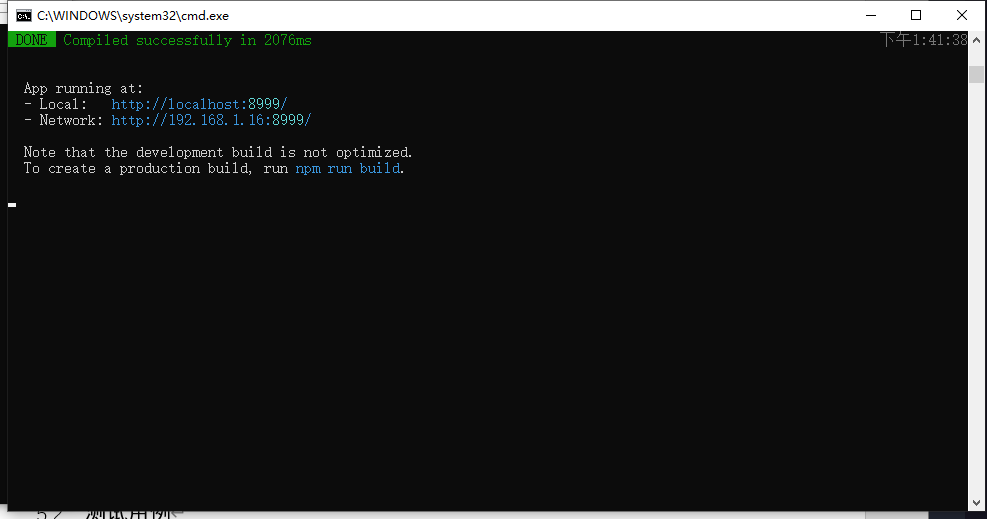 C:\WINDOWS\system32\cmd.exe
DONE Compiled successfully in 2076ms 下午1:41:38
App running at:
- Local: http://localhost:8999/
- Network: http://192.168.1.16:8999/
Note that the development build is not optimized.
To create a production build, run npm run build.
5.2 测试用例